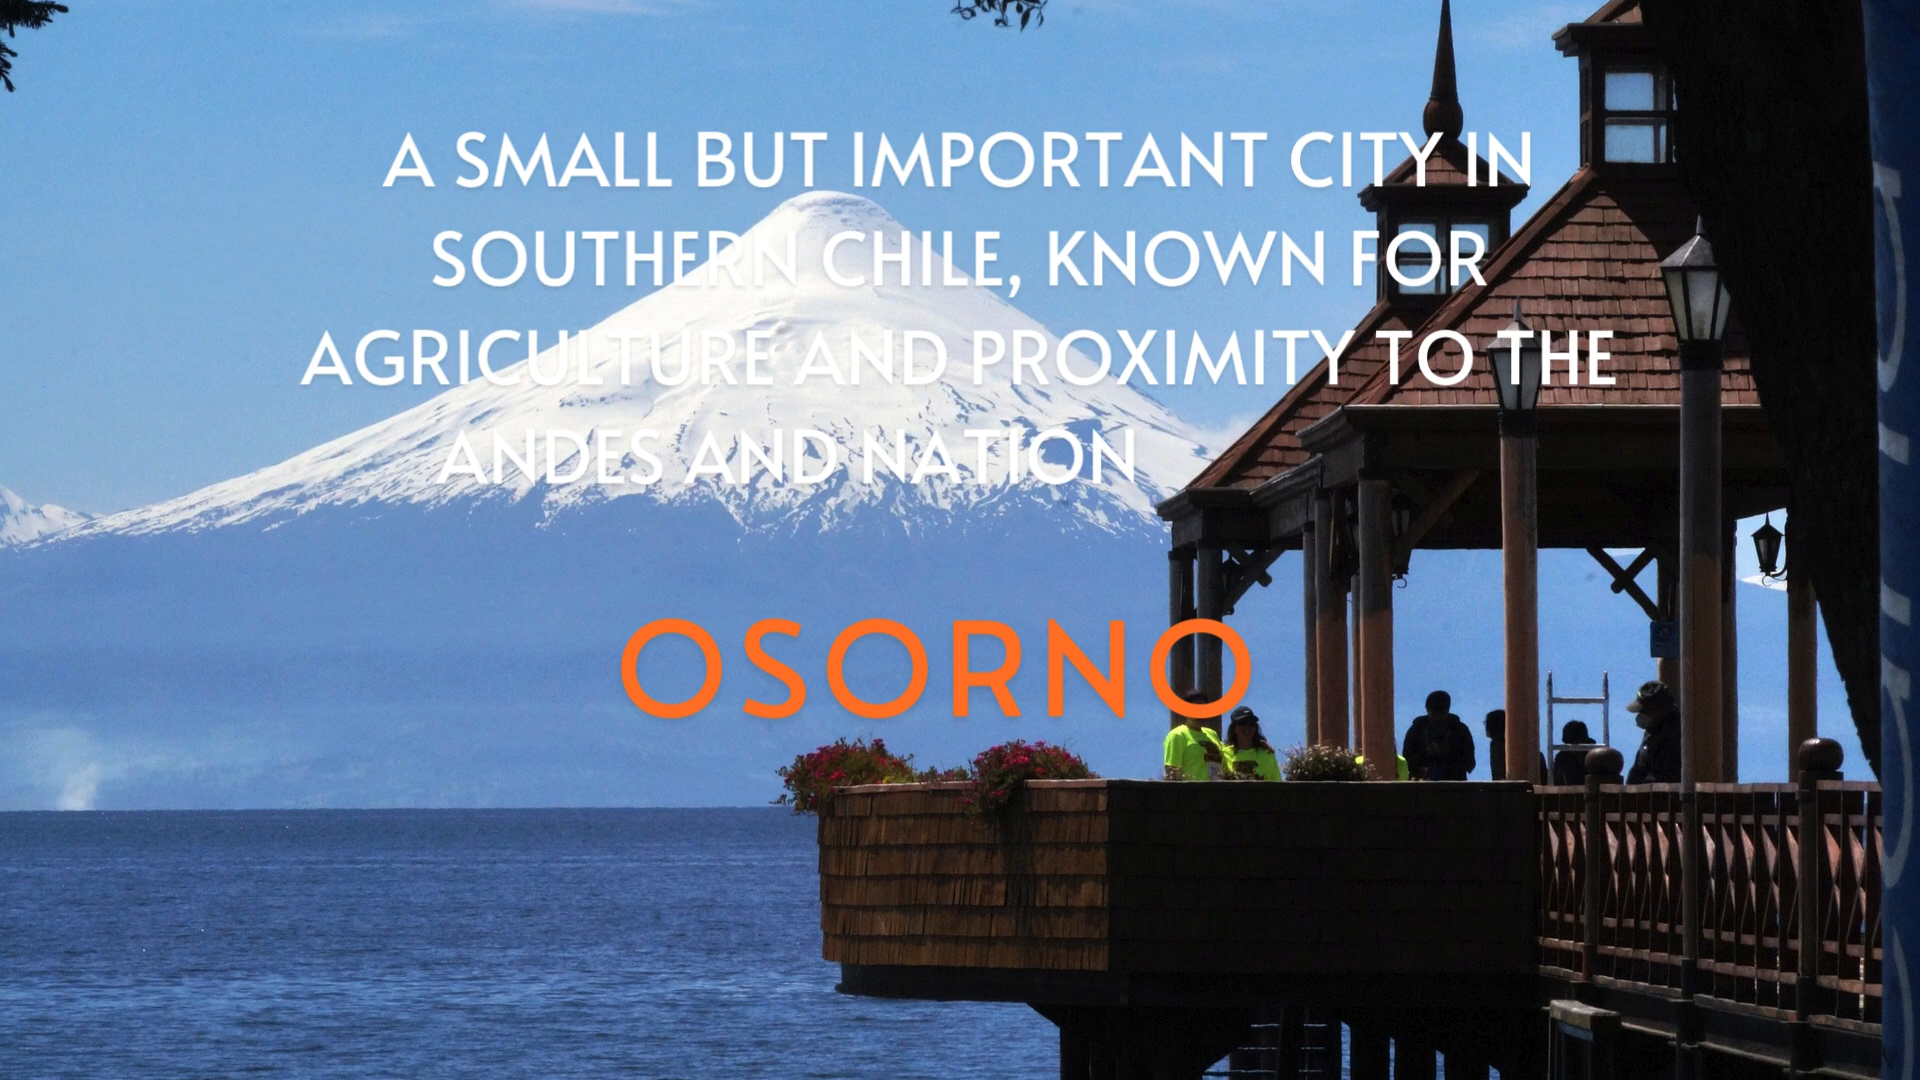 A SMALL BUT IMPORTANT CITY IN
SOUTHERN CHILE, KNOWN FOR
AGRICULTURE AND PROXIMITY TO THE
ANDES AND NATION
OSORNO